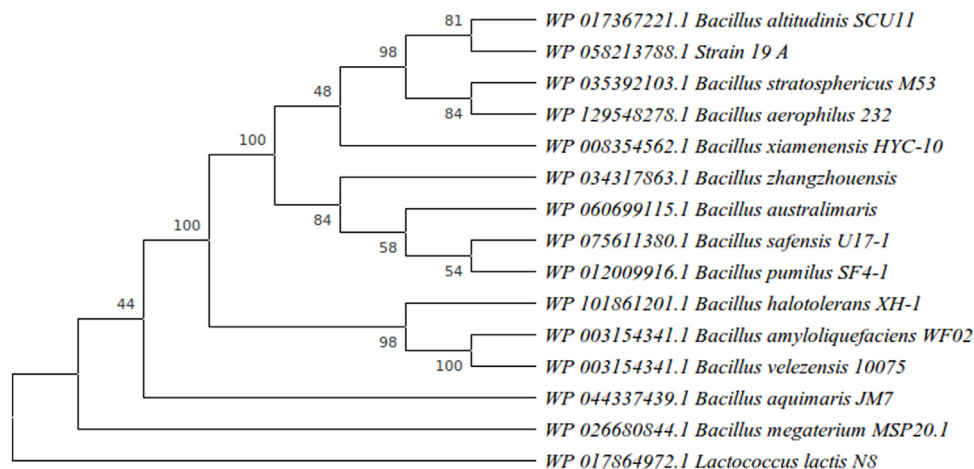 81
WP 017367221.1 Bacillus altitudinis SCU11
98
WP 058213788.1 Strain 19 A
48
WP 035392103.1 Bacillus stratosphericus M53
84
WP 129548278.1 Bacillus aerophilus 232
100
WP 008354562.1 Bacillus xiamenensis HYC-10
WP 034317863.1 Bacillus zhangzhouensis
84
WP 060699115.1 Bacillus australimaris
100
58
WP 075611380.1 Bacillus safensis U17-1
54
WP 012009916.1 Bacillus pumilus SF4-1
44
WP 101861201.1 Bacillus halotolerans XH-1
98
WP 003154341.1 Bacillus amyloliquefaciens WF02
100
WP 003154341.1 Bacillus velezensis 10075
WP 044337439.1 Bacillus aquimaris JM7
WP 026680844.1 Bacillus megaterium MSP20.1
WP 017864972.1 Lactococcus lactis N8